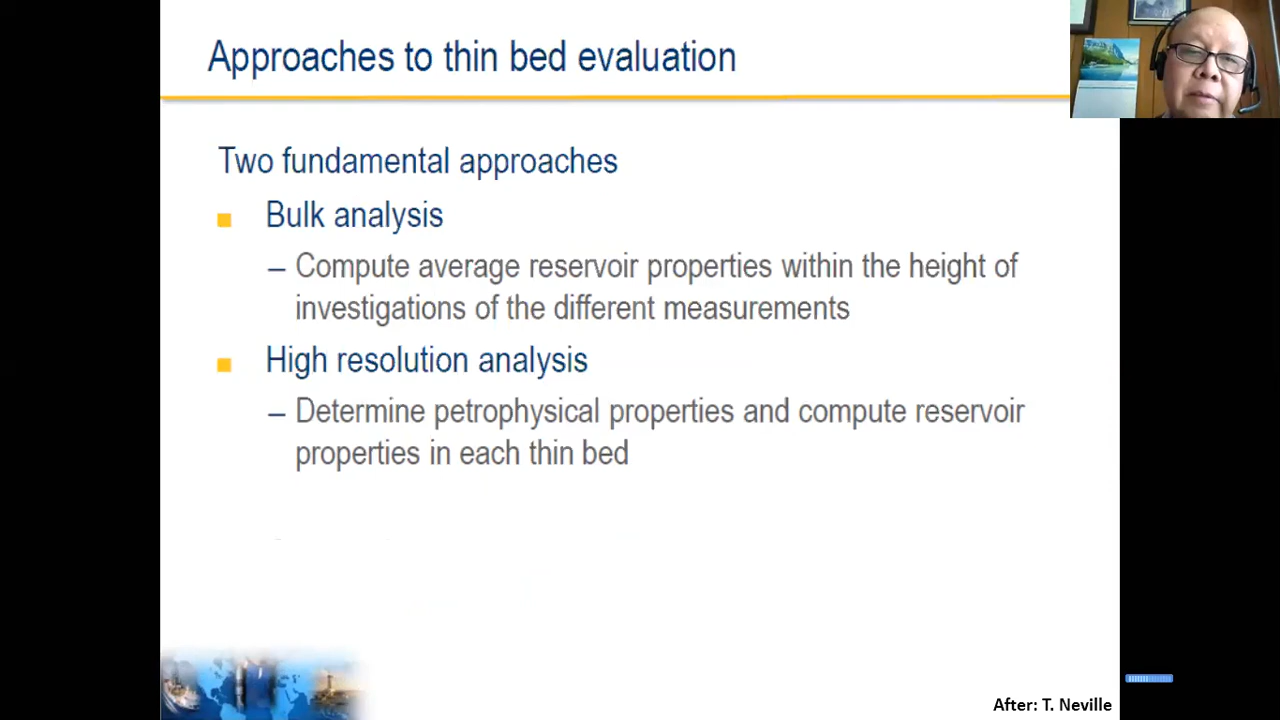 Approaches to thin bed evaluation
Two fundamental approaches
Bulk analysis
– Compute average reservoir properties within the height of
investigations of the different measurements
High resolution analysis
– Determine petrophysical properties and compute reservoir
properties in each thin bed
After: T. Neville